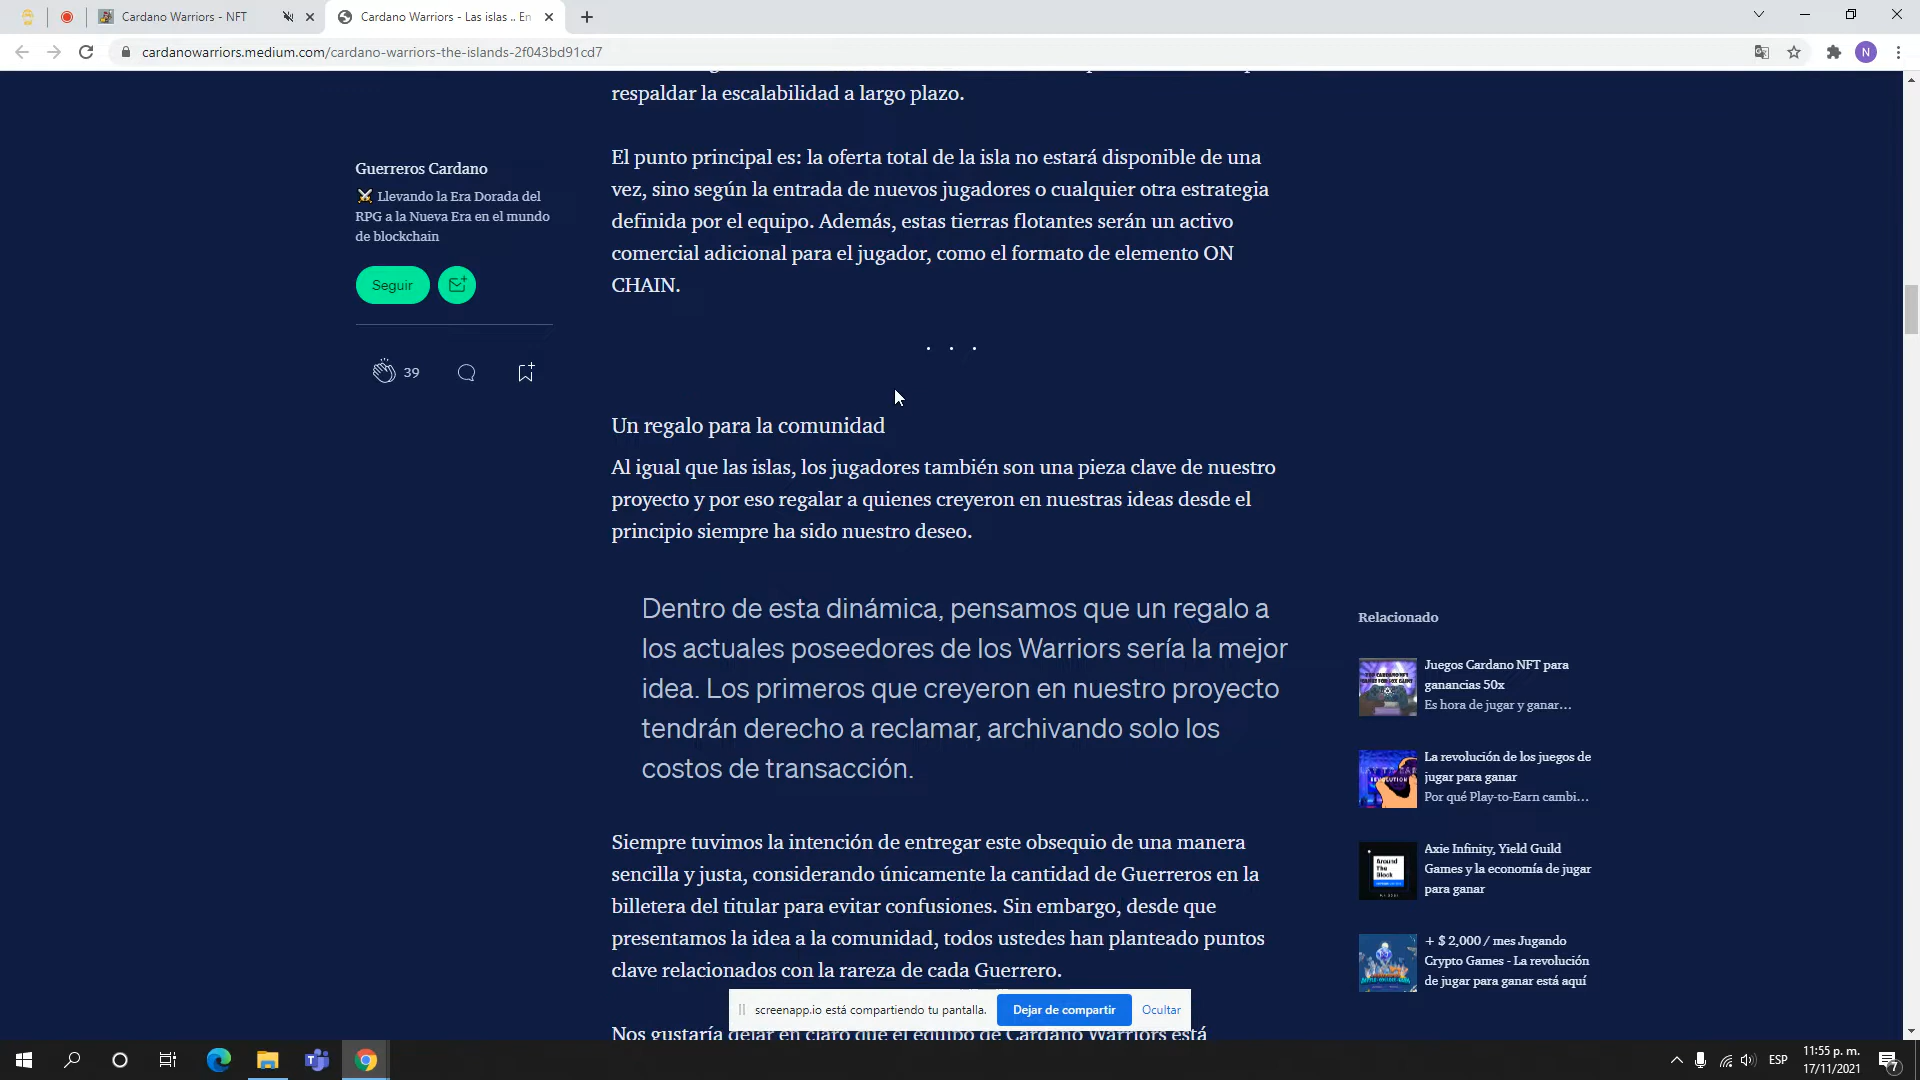 Cardano Warriors - NFT
Cardano Warriors - Las islas .. En
cardanowarriors.medium.com/cardano-warriors-the-islands-2f043bd91cd7
N
respaldar la escalabilidad a largo plazo.
Guerreros Cardano
Llevando la Era Dorada del
RPG a la Nueva Era en el mundo
de blockchain
Seguir
39
El punto principal es: la oferta total de la isla no estará disponible de una
vez, sino según la entrada de nuevos jugadores o cualquier otra estrategia
definida por el equipo. Además, estas tierras flotantes serán un activo
comercial adicional para el jugador, como el formato de elemento ON
CHAIN.
. . .
Un regalo para la comunidad
Al igual que las islas, los jugadores también son una pieza clave de nuestro
proyecto y por eso regalar a quienes creyeron en nuestras ideas desde el
principio siempre ha sido nuestro deseo.
Dentro de esta dinámica, pensamos que un regalo a
los actuales poseedores de los Warriors sería la mejor
idea. Los primeros que creyeron en nuestro proyecto
tendrán derecho a reclamar, archivando solo los
costos de transacción.
Siempre tuvimos la intención de entregar este obsequio de una manera
sencilla y justa, considerando únicamente la cantidad de Guerreros en la
billetera del titular para evitar confusiones. Sin embargo, desde que
presentamos la idea a la comunidad, todos ustedes han planteado puntos
clave relacionados con la rareza de cada Guerrero.
Nos gustaría dejar en claro que el equipo de Cardano Warriors está
Relacionado
Juegos Cardano NFT para
ganancias 50x
Es hora de jugar y ganar…
La revolución de los juegos de
jugar para ganar
Por qué Play-to-Earn cambi…
REVOLUTION
Around
The
Block
Axie Infinity, Yield Guild
Games y la economía de jugar
para ganar
+ $ 2,000 / mes Jugando
Crypto Games - La revolución
de jugar para ganar está aquí
screenapp.io está compartiendo tu pantalla.
Dejar de compartir
Ocultar
ESP
11:55 p. m.
17/11/2021
7